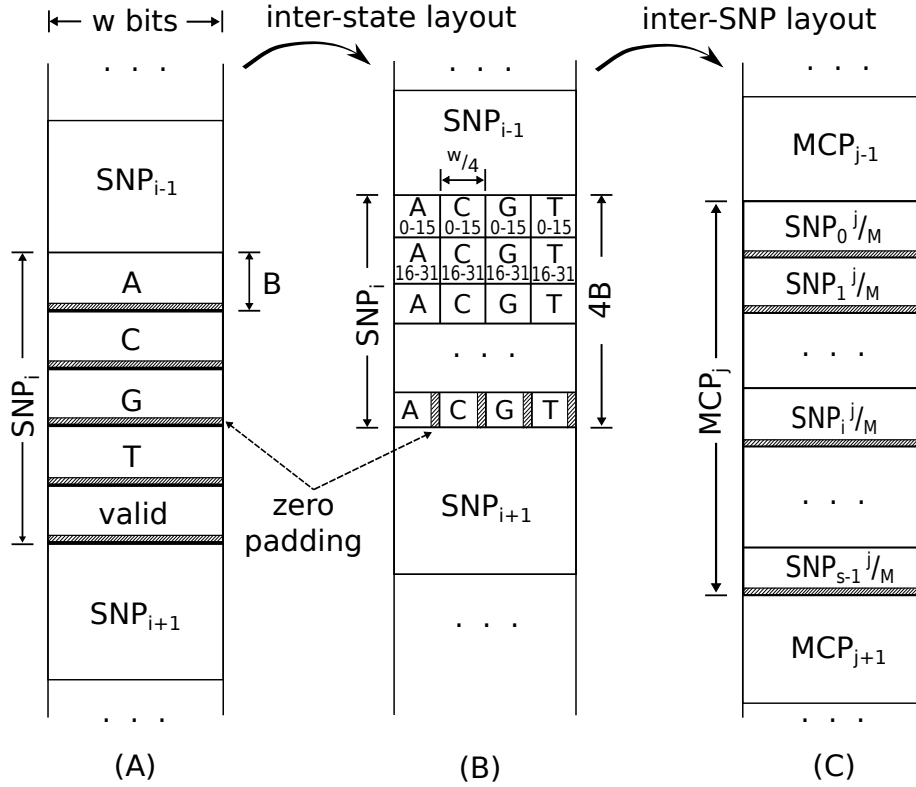 w bits
inter-state layout
inter-SNP layout
. . .
SNP_{i-1}
SNP_i
A
B
C
G
T
valid
SNP_{i+1}
. . .
(A)
zero
padding
. . .
SNP_{i-1}
w/4
SNP_i
A C G T
0-15 0-15 0-15 0-15
A C G T
16-31 16-31 16-31 16-31
A C G T
. . .
A C G T
4B
SNP_{i+1}
. . .
(B)
. . .
MCP_{j-1}
MCP_j
SNP_0 j/M
SNP_1 j/M
. . .
SNP_i j/M
. . .
SNP_{s-1} j/M
MCP_{j+1}
. . .
(C)